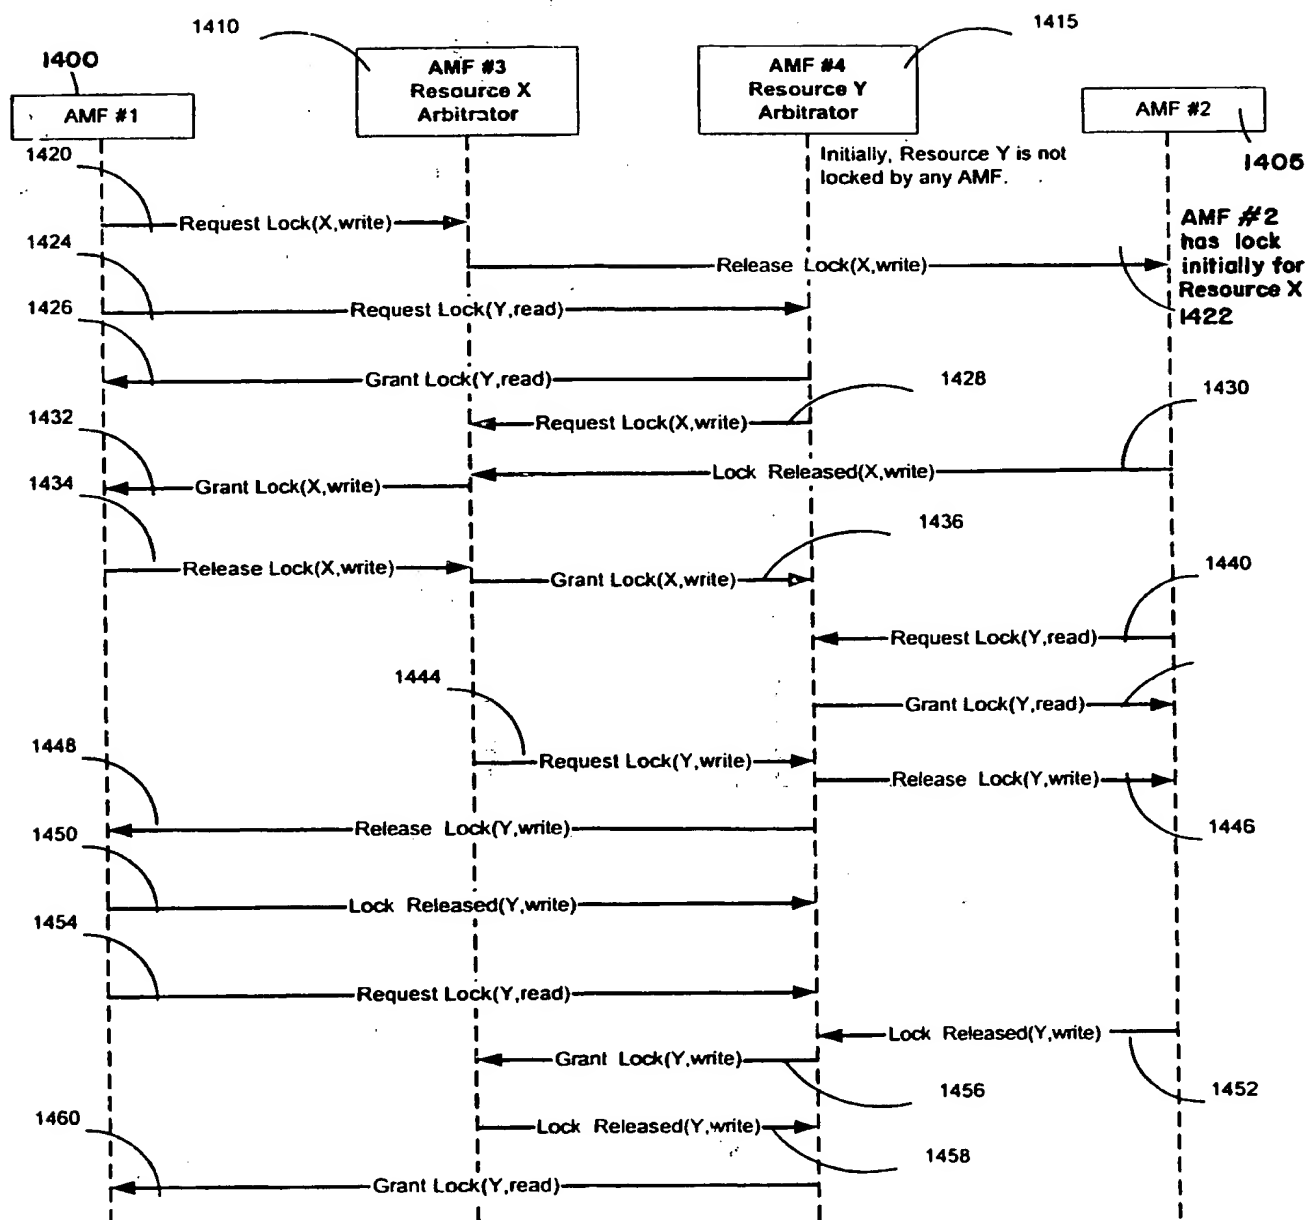 1410
1415
1400
AMF #1
AMF #3
Resource X
Arbitrator
AMF #4
Resource Y
Arbitrator
AMF #2
1405
1420
Initially, Resource Y is not
locked by any AMF.
Request Lock(X,write)
AMF #2
has lock
initially for
Resource X
1422
1424
Release Lock(X,write)
1426
Request Lock(Y,read)
Grant Lock(Y,read)
1428
1430
1432
Request Lock(X,write)
Lock Released(X,write)
1434
Grant Lock(X,write)
1436
Release Lock(X,write)
Grant Lock(X,write)
1440
Request Lock(Y,read)
1444
Grant Lock(Y,read)
1448
Request Lock(Y,write)
Release Lock(Y,write)
1446
1450
Release Lock(Y,write)
Lock Released(Y,write)
1454
Request Lock(Y,read)
Lock Released(Y,write)
Grant Lock(Y,write)
1456
1452
1460
Lock Released(Y,write)
1458
Grant Lock(Y,read)